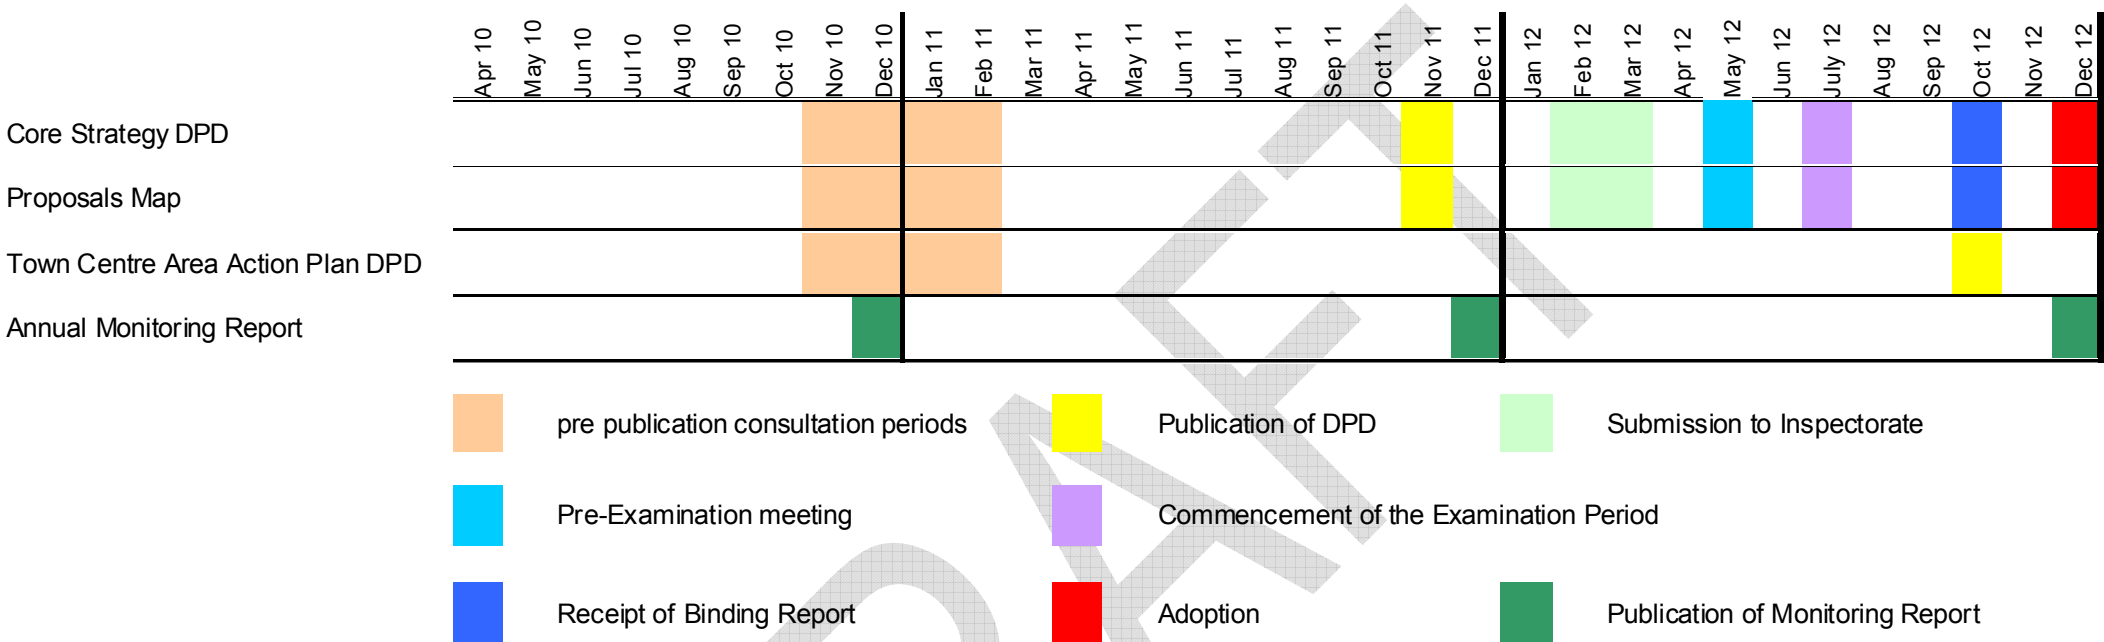 Apr 10 May 10 Jun 10 Jul 10 Aug 10 Sep 10 Oct 10 Nov 10 Dec 10 Jan 11 Feb 11 Mar 11 Apr 11 May 11 Jun 11 Jul 11 Aug 11 Sep 11 Oct 11 Nov 11 Dec 11 Jan 12 Feb 12 Mar 12 Apr 12 May 12 Jun 12 July 12 Aug 12 Sep 12 Oct 12 Nov 12 Dec 12
Core Strategy DPD
Proposals Map
Town Centre Area Action Plan DPD
Annual Monitoring Report
pre publication consultation periods Publication of DPD Submission to Inspectorate
Pre-Examination meeting Commencement of the Examination Period
Receipt of Binding Report Adoption Publication of Monitoring Report
DRAFT